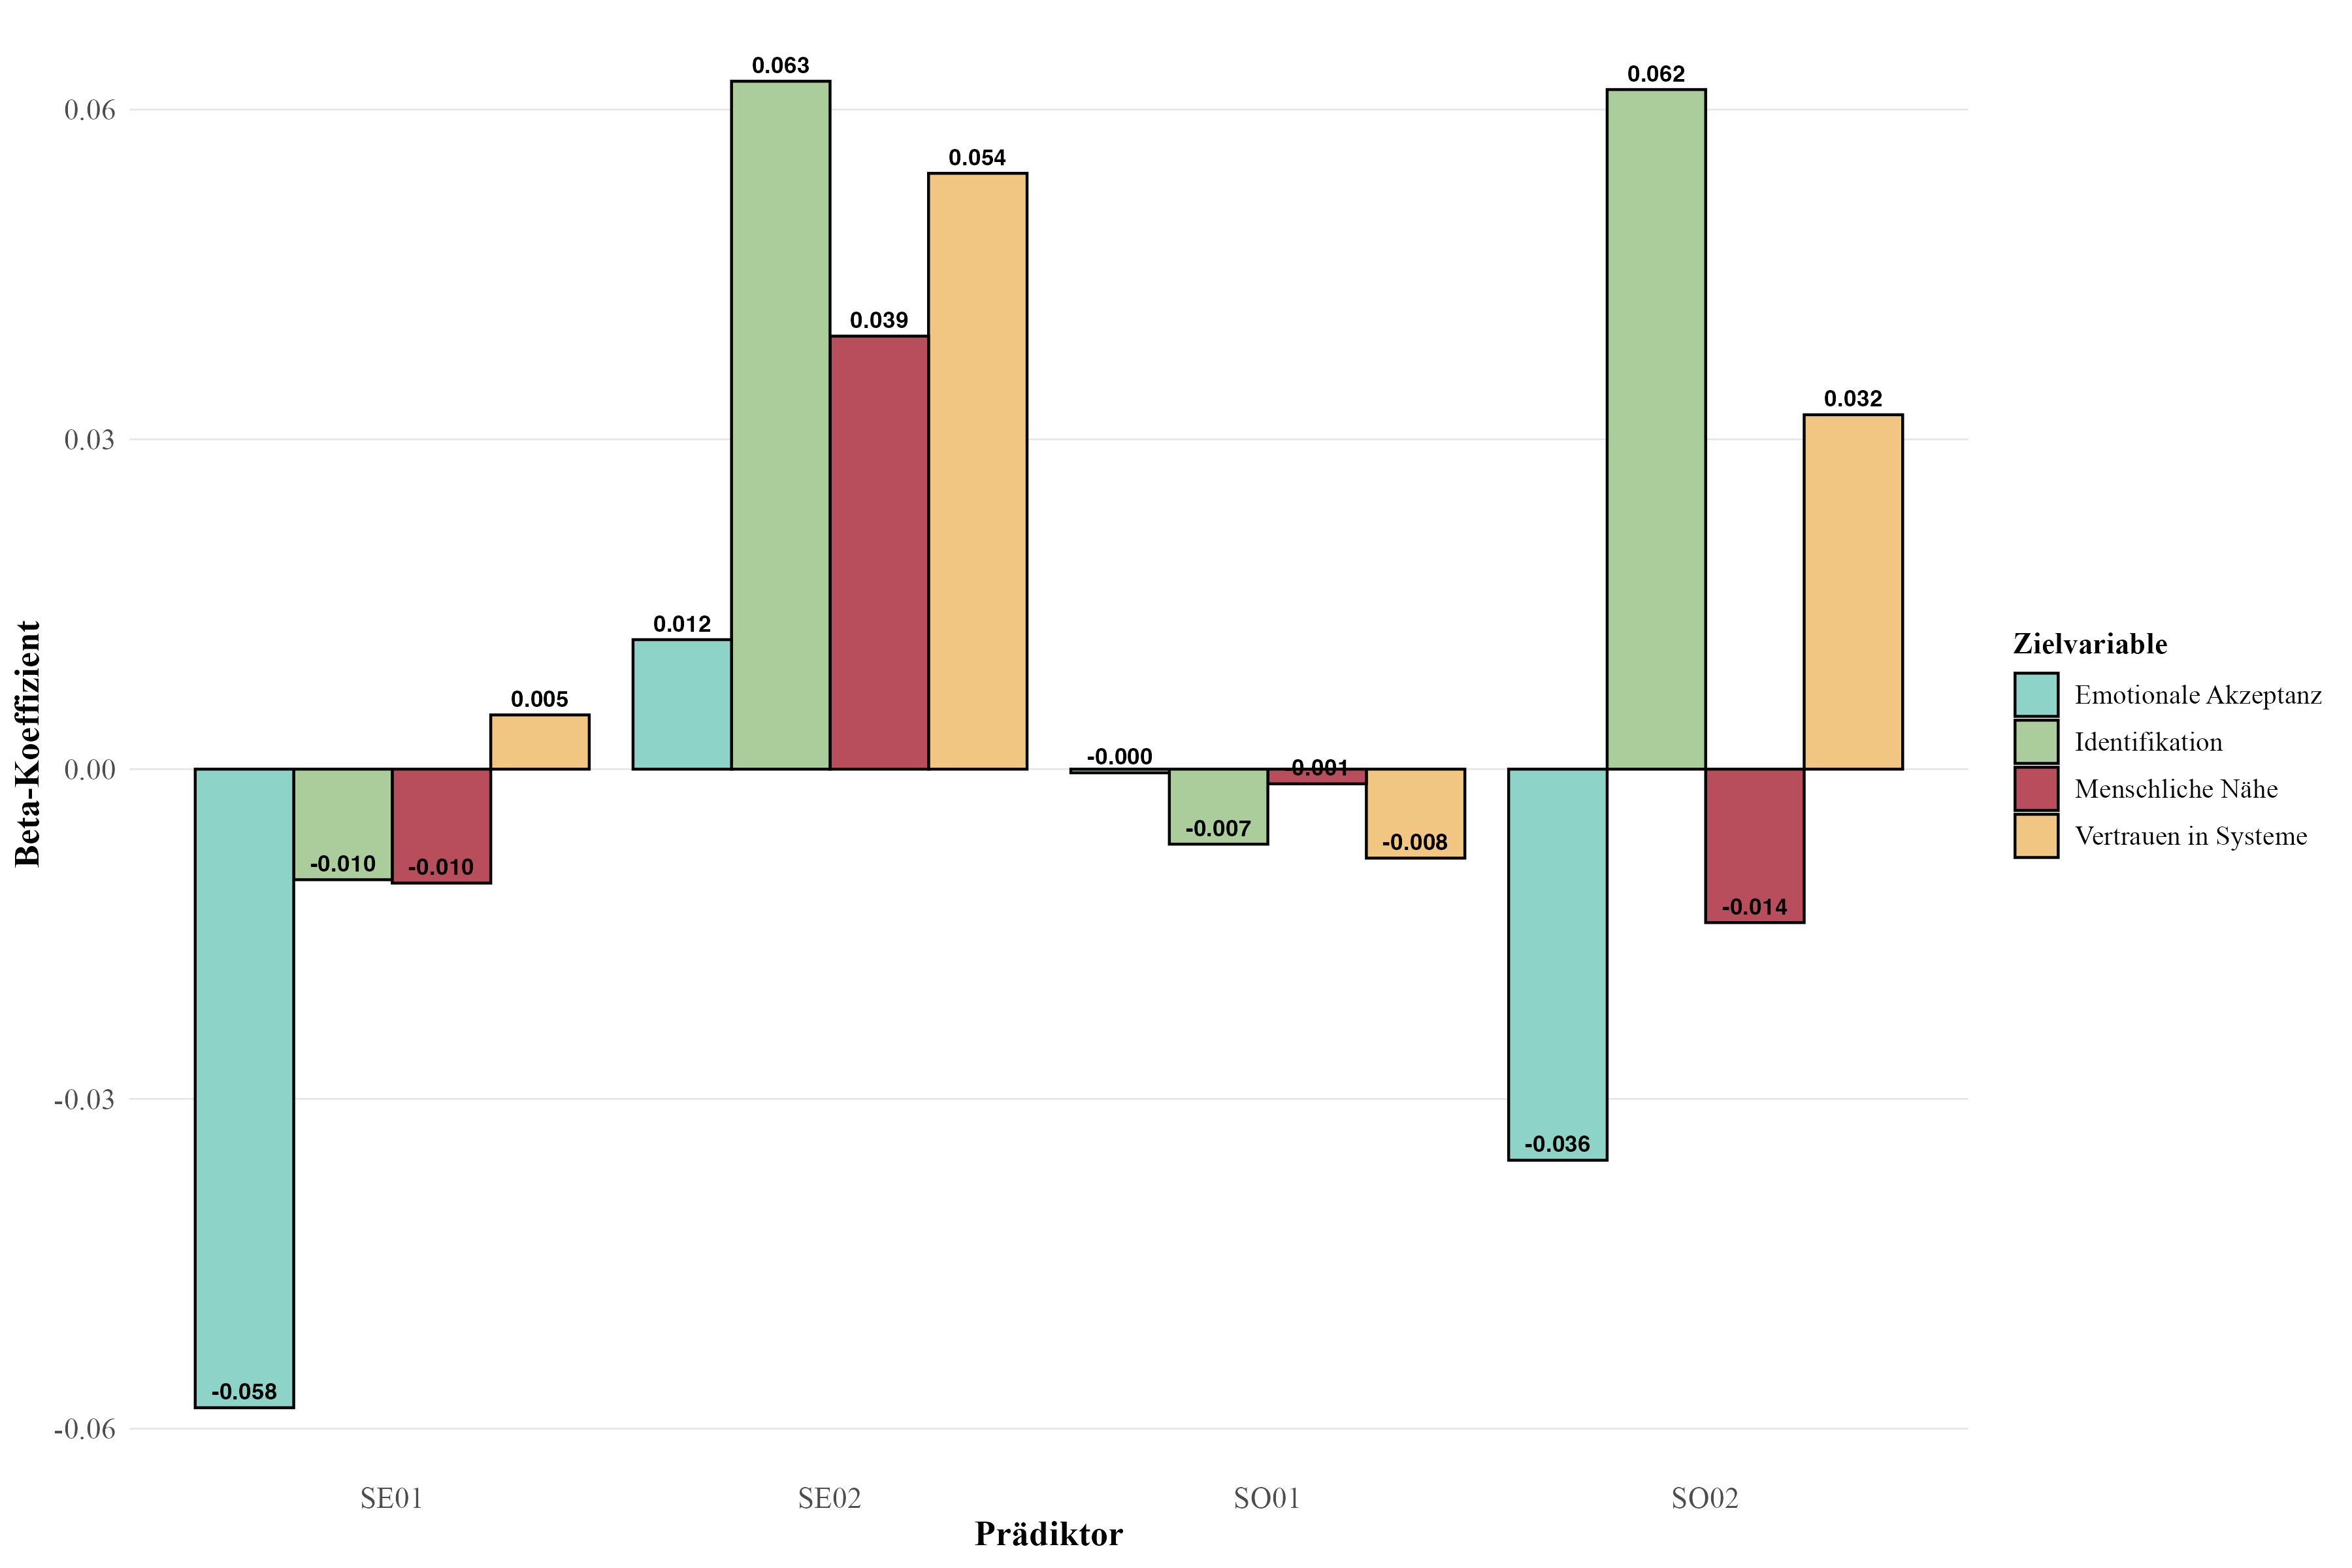 0.06
0.03
0.00
-0.03
-0.06
Beta-Koeffizient
-0.058
-0.010
-0.010
0.005
0.012
0.063
0.039
0.054
-0.000
-0.007
-0.001
-0.008
-0.036
0.062
-0.014
0.032
SE01
SE02
SO01
SO02
Prädiktor
Zielvariable
Emotionale Akzeptanz
Identifikation
Menschliche Nähe
Vertrauen in Systeme